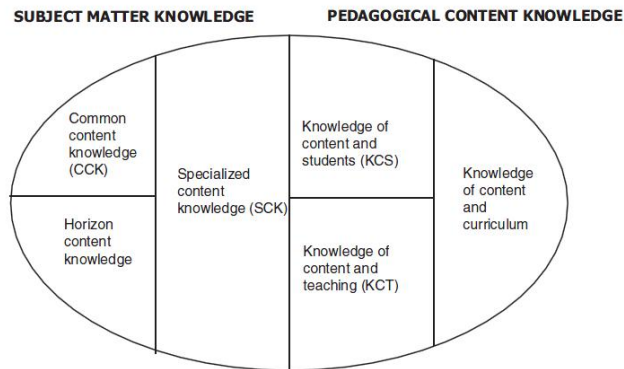 SUBJECT MATTER KNOWLEDGE
PEDAGOGICAL CONTENT KNOWLEDGE
Common
content
knowledge
(CCK)
Horizon
content
knowledge
Specialized
content
knowledge (SCK)
Knowledge of
content and
students (KCS)
Knowledge of
content and
teaching (KCT)
Knowledge
of content
and
curriculum